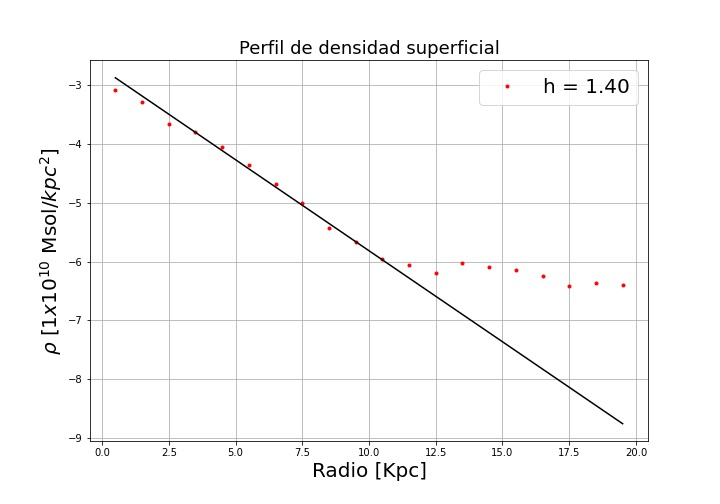 Perfil de densidad superficial
h = 1.40
ρ [1x10¹⁰ Msol/kpc²]
−3
−4
−5
−6
−7
−8
−9
0.0 2.5 5.0 7.5 10.0 12.5 15.0 17.5 20.0
Radio [Kpc]